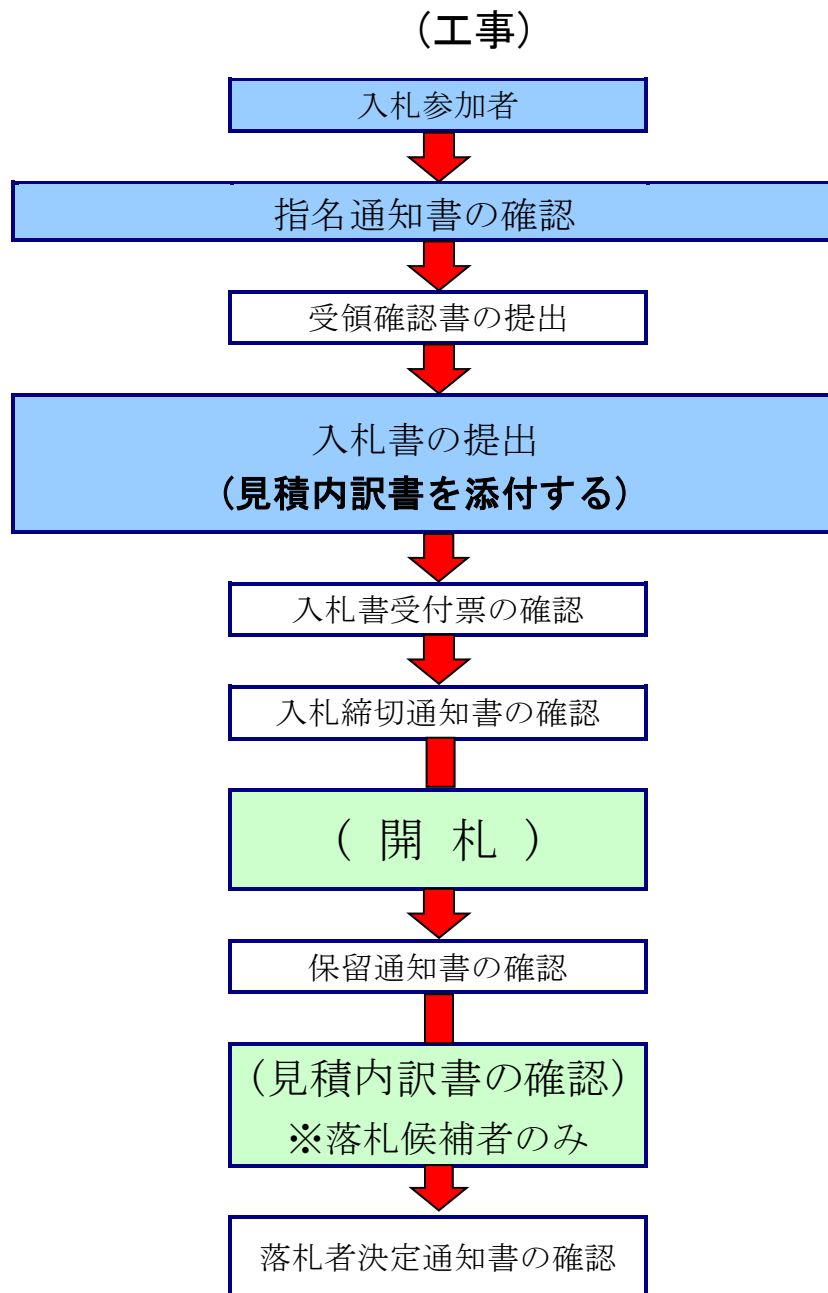 （工事）
入札参加者
指名通知書の確認
受領確認書の提出
入札書の提出
(見積内訳書を添付する)
入札書受付票の確認
入札締切通知書の確認
（ 開 札 ）
保留通知書の確認
（見積内訳書の確認）
※落札候補者のみ
落札者決定通知書の確認